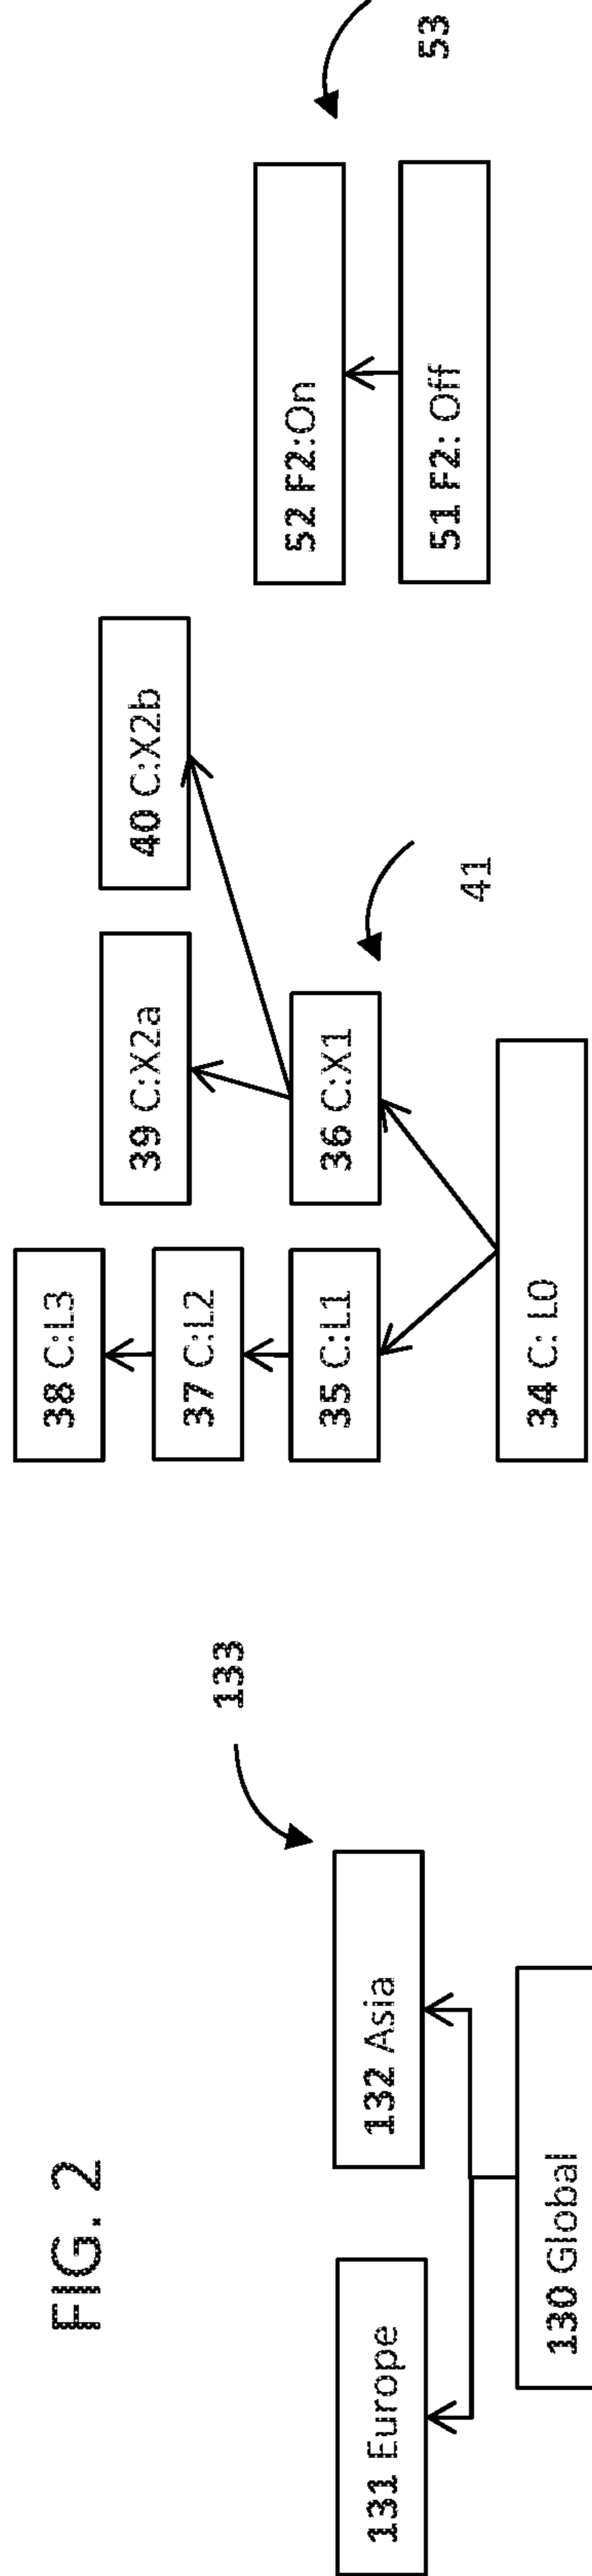 FIG. 2
133
131 Europe
132 Asia
130 Global
38 C:L3
37 C:L2
39 C:X2a
40 C:X2b
35 C:L1
36 C:X1
41
34 C: L0
52 F2:On
51 F2: Off
53